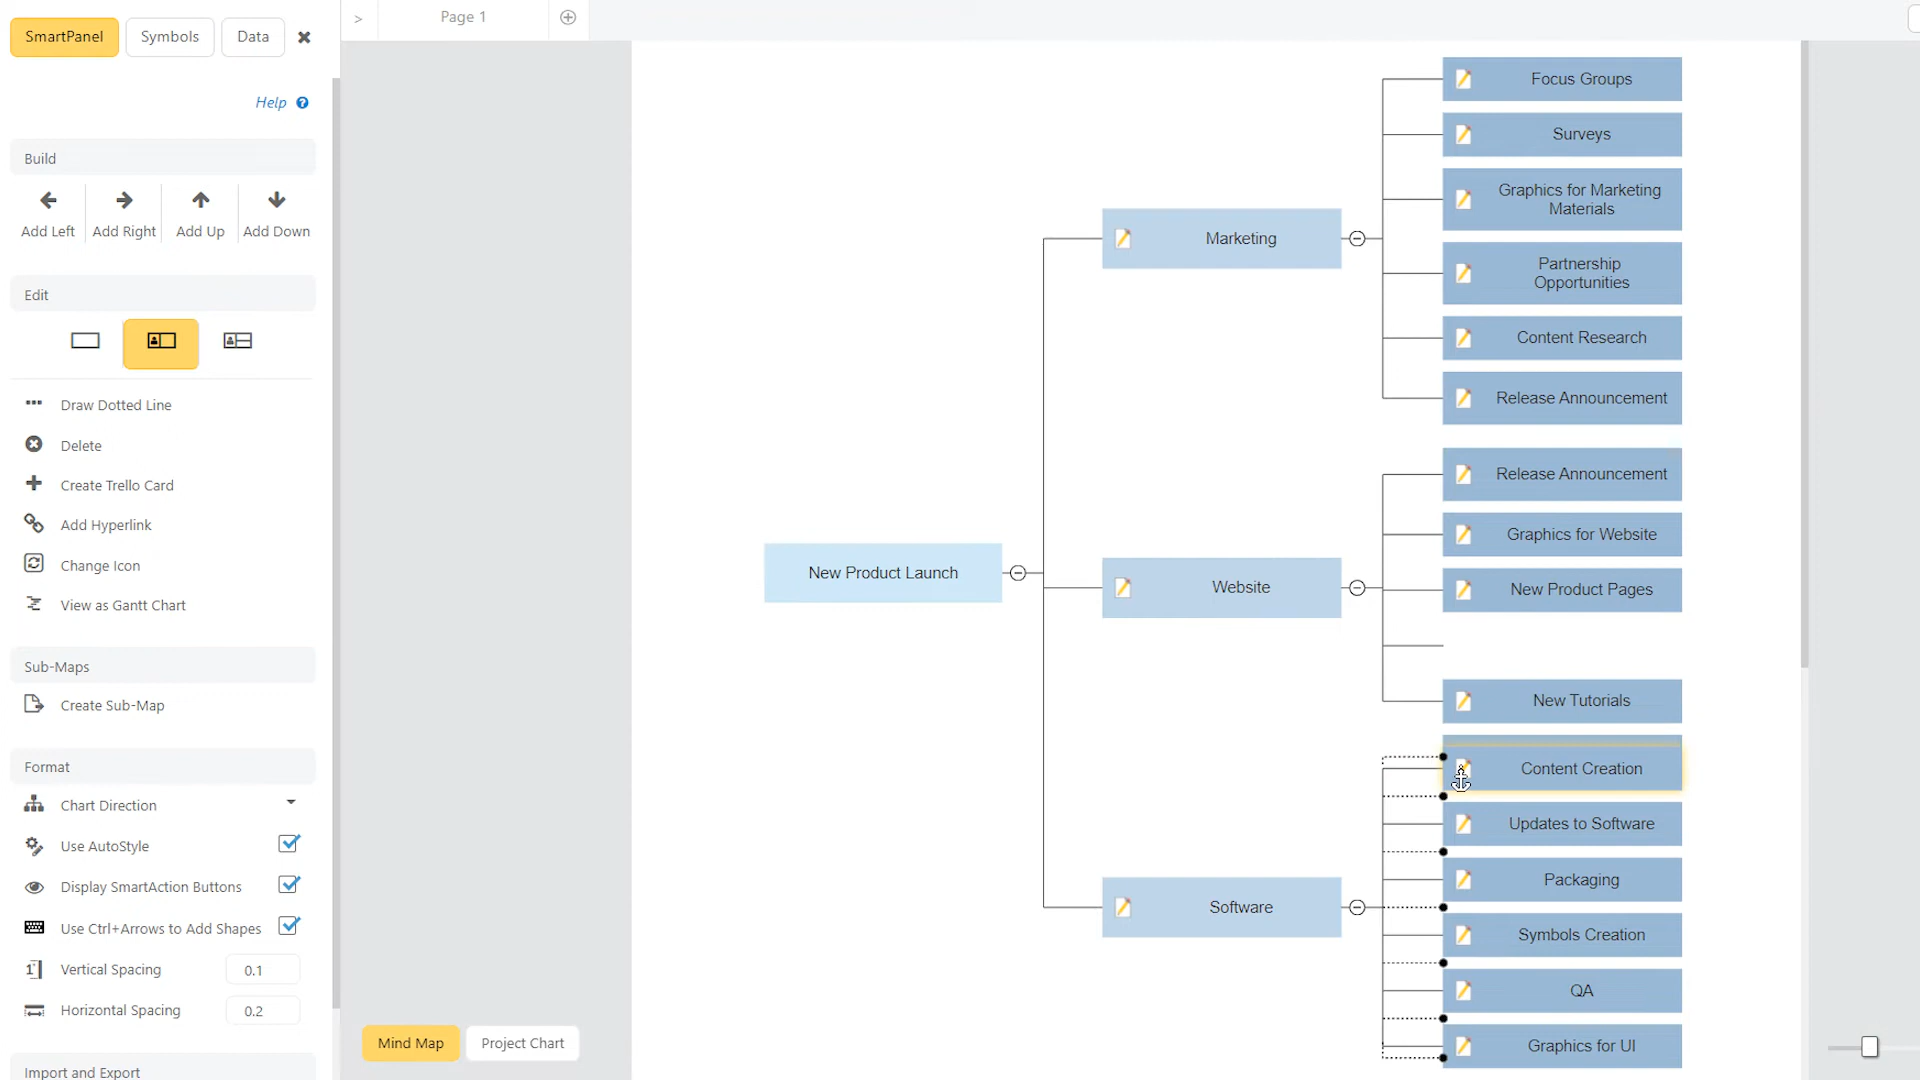 SmartPanel
Symbols
Data
> Page 1
Help
Build
Add Left
Add Right
Add Up
Add Down
Edit
Draw Dotted Line
Delete
Create Trello Card
Add Hyperlink
Change Icon
View as Gantt Chart
Sub-Maps
Create Sub-Map
Format
Chart Direction
Use AutoStyle
Display SmartAction Buttons
Use Ctrl+Arrows to Add Shapes
Vertical Spacing 0.1
Horizontal Spacing 0.2
Import and Export
New Product Launch
Marketing
Focus Groups
Surveys
Graphics for Marketing
Materials
Partnership
Opportunities
Content Research
Release Announcement
Website
Release Announcement
Graphics for Website
New Product Pages
New Tutorials
Software
Content Creation
Updates to Software
Packaging
Symbols Creation
QA
Graphics for UI
Mind Map
Project Chart